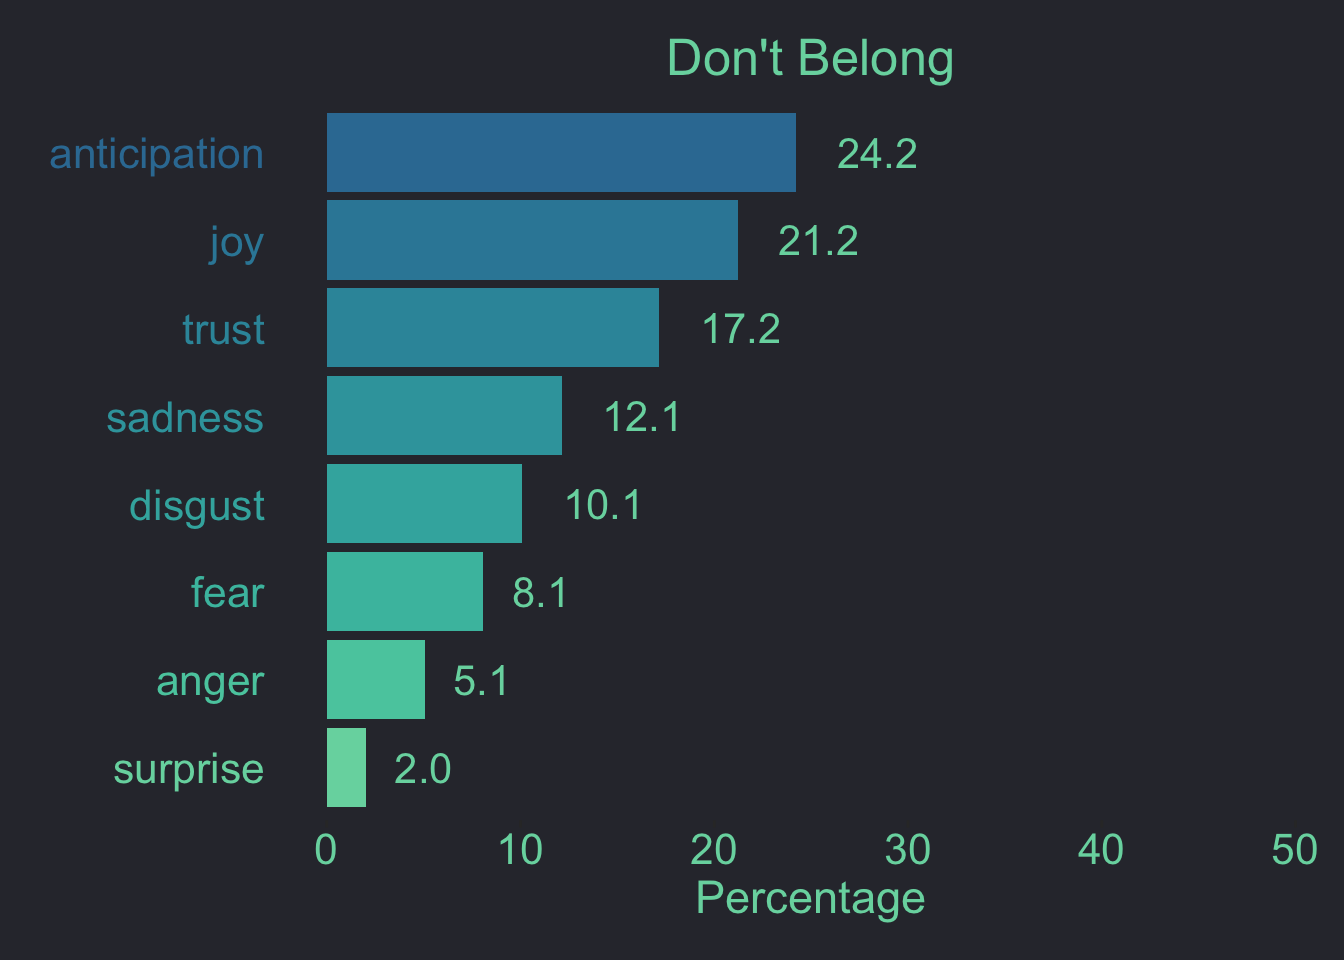 Don't Belong
anticipation 24.2
joy 21.2
trust 17.2
sadness 12.1
disgust 10.1
fear 8.1
anger 5.1
surprise 2.0
0 10 20 30 40 50
Percentage